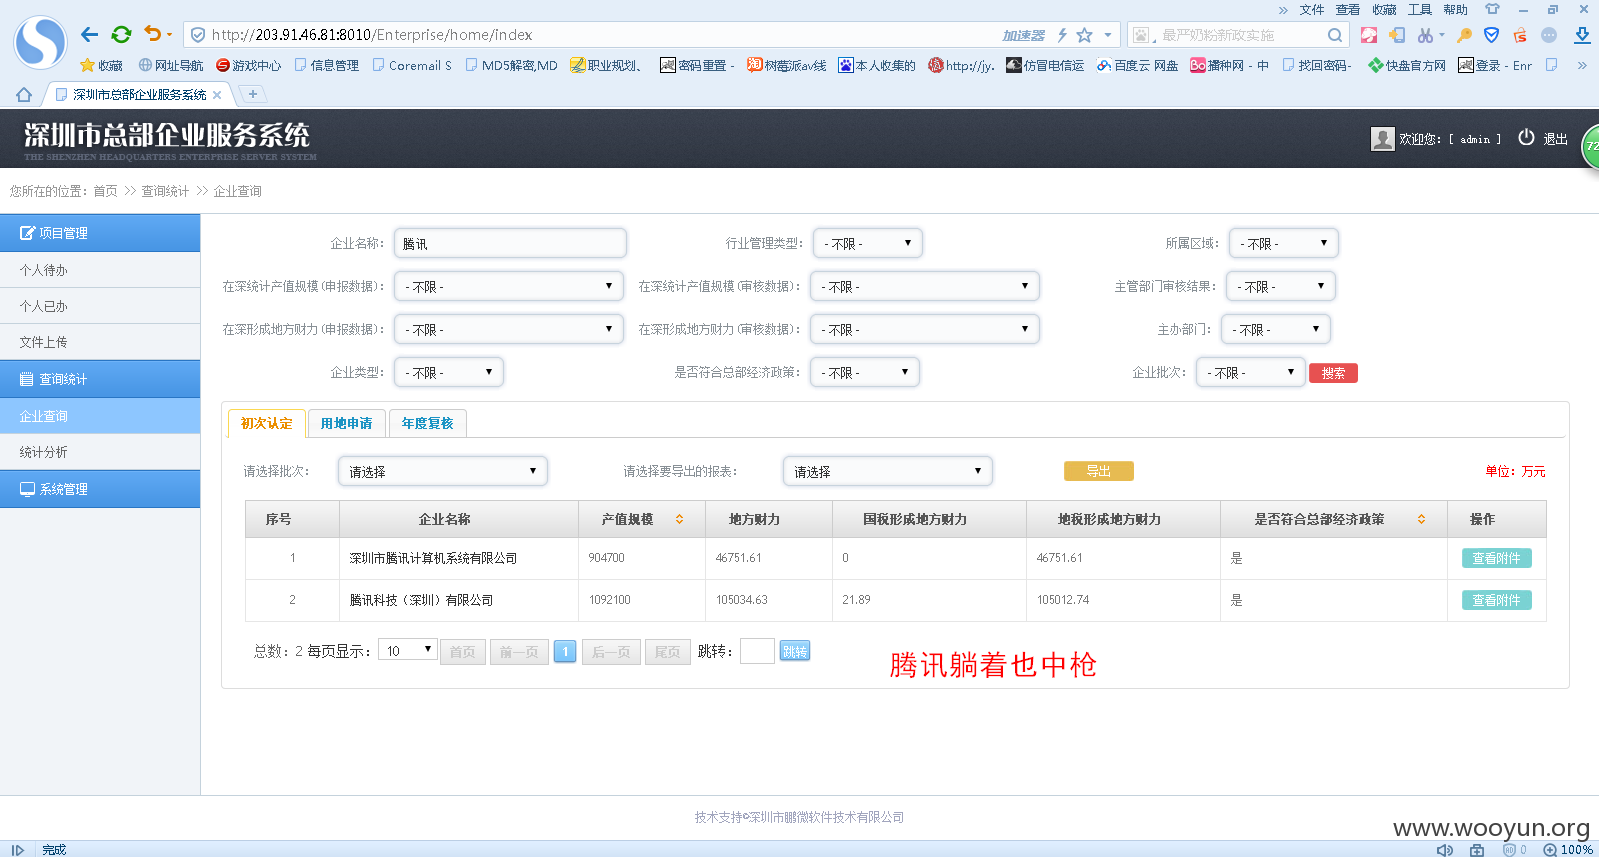 » 文件 查看 收藏 工具 帮助
http://203.91.46.81:8010/Enterprise/home/index 加速器 最严奶粉新政实施
收藏 网址导航 游戏中心 信息管理 Coremail S MD5解密,MD 职业规划、 密码重置 - 树莓派av线 本人收集的 http://jy. 仿冒电信运 百度云 网盘 播种网 - 中 找回密码- 快盘官方网 登录 - Enr »
深圳市总部企业服务系统 × +
深圳市总部企业服务系统
THE SHENZHEN HEADQUARTERS ENTERPRISE SERVER SYSTEM
欢迎您：[ admin ] 退出
72
您所在的位置：首页 >> 查询统计 >> 企业查询
项目管理
个人待办
个人已办
文件上传
查询统计
企业查询
统计分析
系统管理
企业名称： 腾讯 行业管理类型： - 不限 - 所属区域： - 不限 -
在深统计产值规模(申报数据)： - 不限 - 在深统计产值规模(审核数据)： - 不限 - 主管部门审核结果： - 不限 -
在深形成地方财力(申报数据)： - 不限 - 在深形成地方财力(审核数据)： - 不限 - 主办部门： - 不限 -
企业类型： - 不限 - 是否符合总部经济政策： - 不限 - 企业批次： - 不限 - 搜索
初次认定 用地申请 年度复核
请选择批次： 请选择 请选择要导出的报表： 请选择 导出 单位：万元
序号 企业名称 产值规模 地方财力 国税形成地方财力 地税形成地方财力 是否符合总部经济政策 操作
1 深圳市腾讯计算机系统有限公司 904700 46751.61 0 46751.61 是 查看附件
2 腾讯科技（深圳）有限公司 1092100 105034.63 21.89 105012.74 是 查看附件
总数：2 每页显示： 10 首页 前一页 1 后一页 尾页 跳转： 跳转
腾讯躺着也中枪
技术支持©深圳市鹏微软件技术有限公司
www.wooyun.org
完成 0 100%